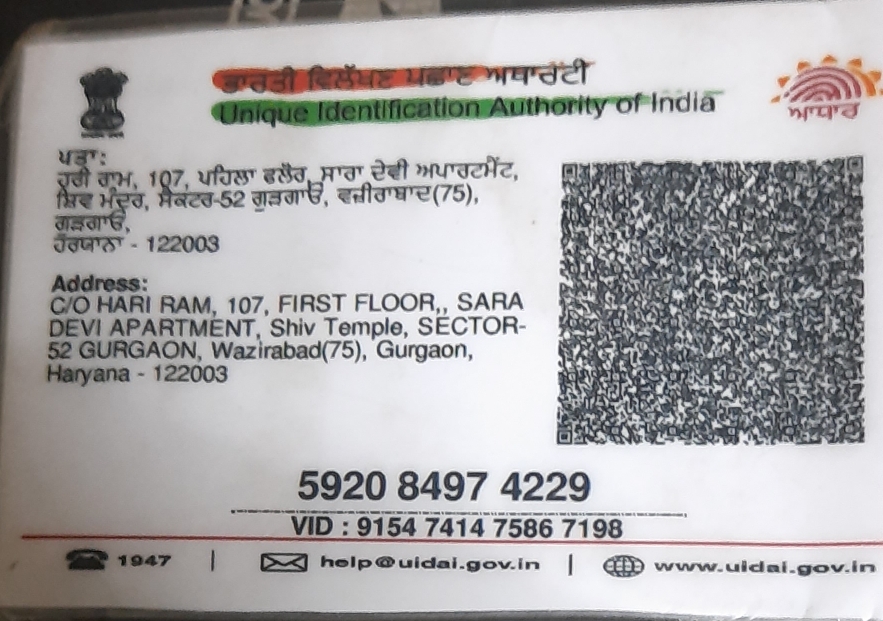 ਭਾਰਤੀ ਵਿਲੱਖਣ ਪਛਾਣ ਅਥਾਰਟੀ
Unique Identification Authority of India
ਆਧਾਰ
ਪਤਾ:
ਹਰੀ ਰਾਮ, 107, ਪਹਿਲਾ ਫਲੋਰ, ਸਾਰਾ ਦੇਵੀ ਅਪਾਰਟਮੈਂਟ,
ਸ਼ਿਵ ਮੰਦਰ, ਸੈਕਟਰ-52 ਗੁੜਗਾਓਂ, ਵਜ਼ੀਰਾਬਾਦ(75),
ਗੁੜਗਾਓਂ,
ਹਰਿਯਾਨਾ - 122003
Address:
C/O HARI RAM, 107, FIRST FLOOR,, SARA
DEVI APARTMENT, Shiv Temple, SECTOR-
52 GURGAON, Wazirabad(75), Gurgaon,
Haryana - 122003
5920 8497 4229
VID : 9154 7414 7586 7198
1947 | help@uidai.gov.in | www.uidai.gov.in